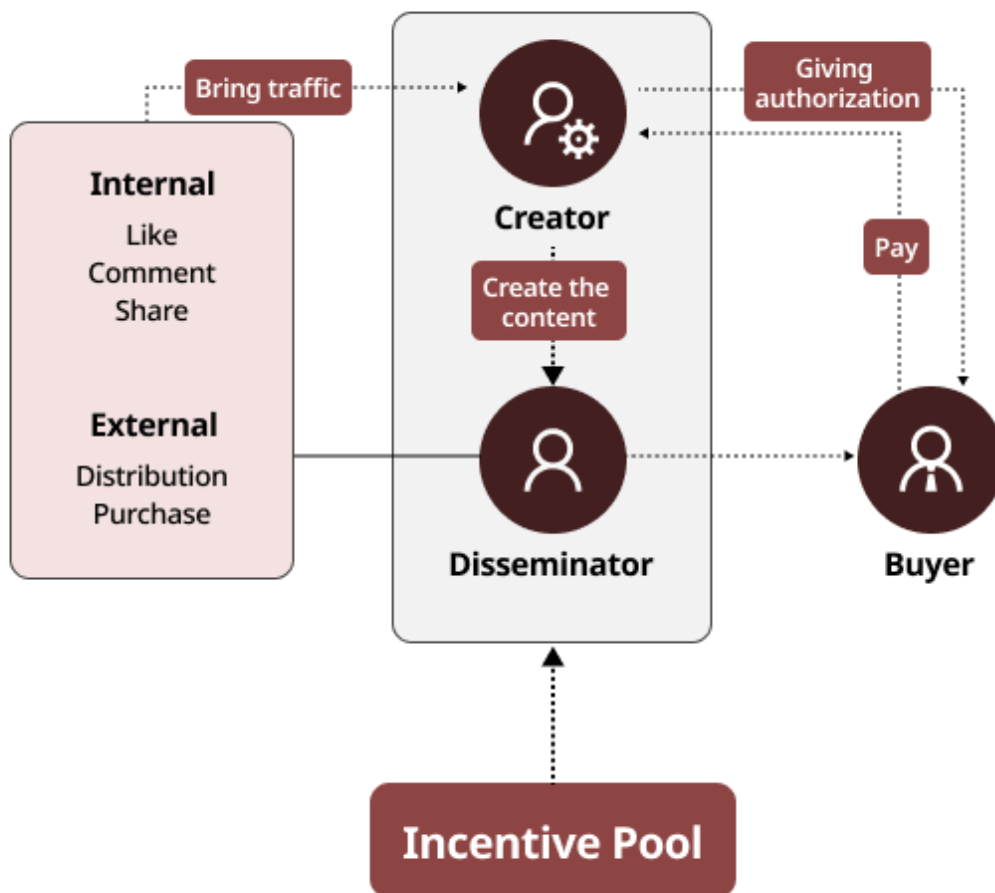 Bring traffic
Giving
authorization
Internal
Like
Comment
Share
External
Distribution
Purchase
Creator
Create the
content
Disseminator
Pay
Buyer
Incentive Pool